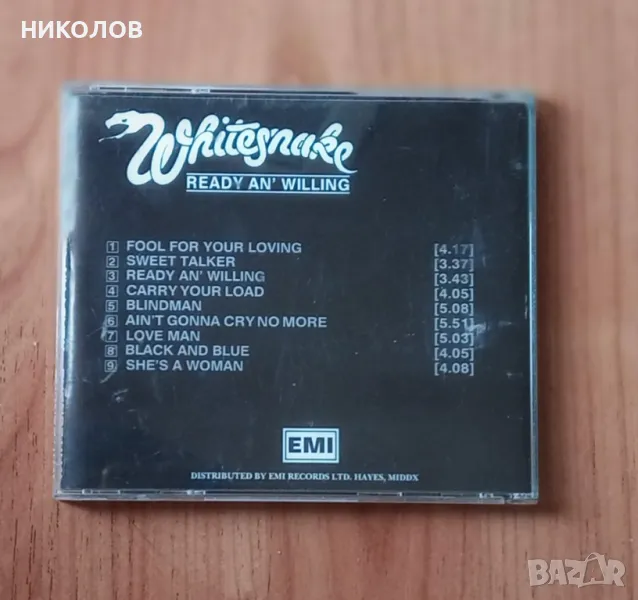 НИКОЛОВ
Whitesnake
READY AN' WILLING
1 FOOL FOR YOUR LOVING [4.17]
2 SWEET TALKER [3.37]
3 READY AN' WILLING [3.43]
4 CARRY YOUR LOAD [4.05]
5 BLINDMAN [5.08]
6 AIN'T GONNA CRY NO MORE [5.51]
7 LOVE MAN [5.03]
8 BLACK AND BLUE [4.05]
9 SHE'S A WOMAN [4.08]
EMI
DISTRIBUTED BY EMI RECORDS LTD. HAYES, MIDDX
BAZAR